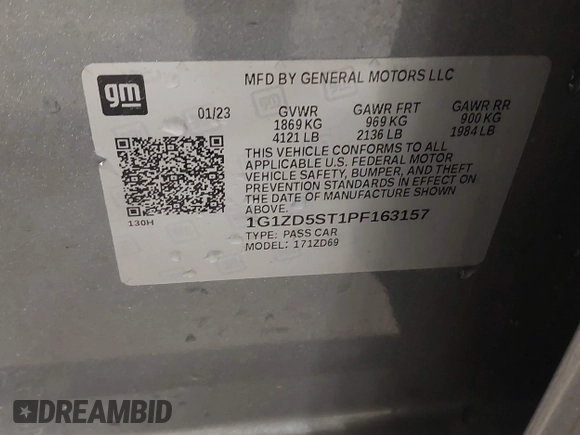 gm
MFD BY GENERAL MOTORS LLC
01/23 GVWR GAWR FRT GAWR RR
1869 KG 969 KG 900 KG
4121 LB 2136 LB 1984 LB
THIS VEHICLE CONFORMS TO ALL
APPLICABLE U.S. FEDERAL MOTOR
VEHICLE SAFETY, BUMPER, AND THEFT
PREVENTION STANDARDS IN EFFECT ON
THE DATE OF MANUFACTURE SHOWN
ABOVE.
130H
1G1ZD5ST1PF163157
TYPE: PASS CAR
MODEL: 171ZD69
DREAMBID